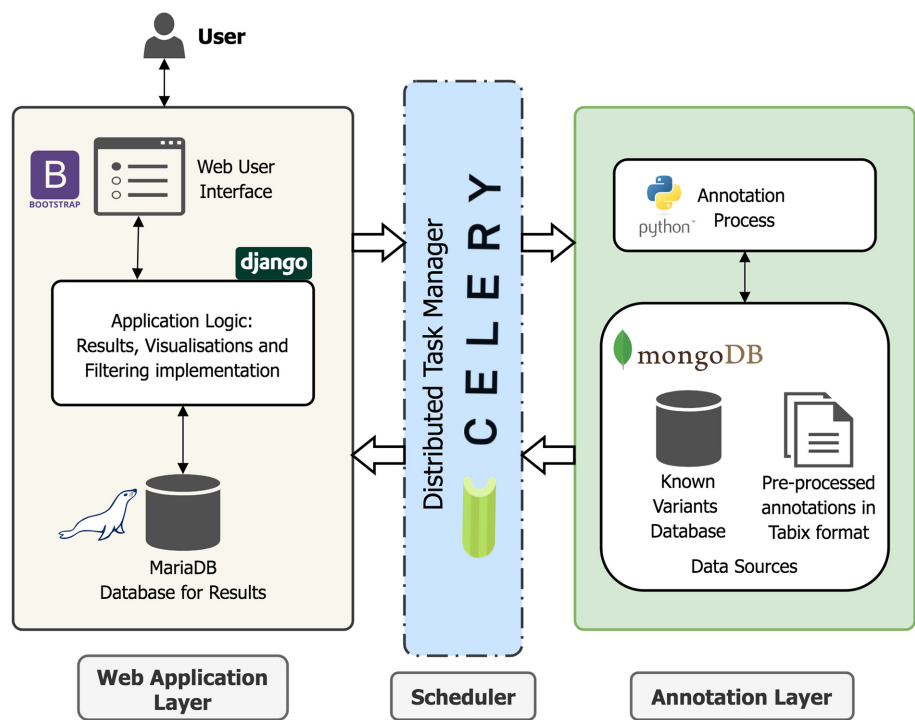 User
B
BOOTSTRAP
Web User
Interface
django
Application Logic:
Results, Visualisations and
Filtering implementation
MariaDB
Database for Results
Web Application
Layer
Distributed Task Manager
CELERY
Scheduler
python™
Annotation
Process
mongoDB
Known
Variants
Database
Pre-processed
annotations in
Tabix format
Data Sources
Annotation Layer